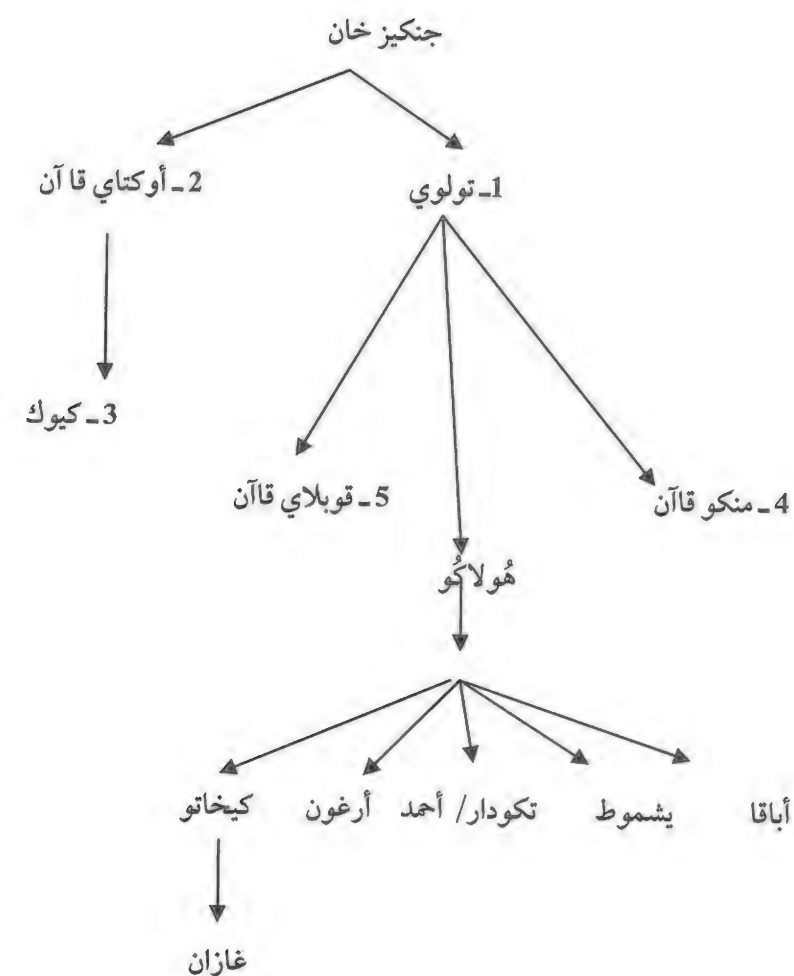 جنكيز خان
1ـ تولوي 2ـ أوكتاي قا آن
3ـ كيوك
4ـ منكو قاآن 5ـ قوبلاي قاآن
هُولاكُو
أباقا يشموط تكودار/ أحمد أرغون كيخاتو
غازان